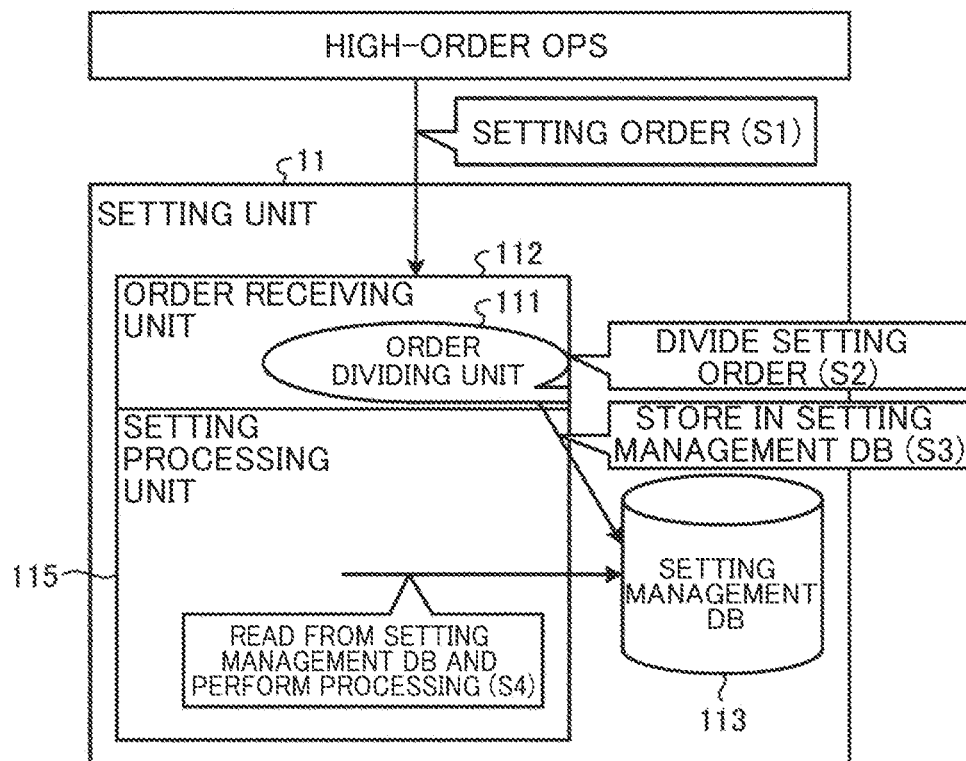 HIGH-ORDER OPS
SETTING ORDER (S1)
11
SETTING UNIT
112
ORDER RECEIVING
UNIT
111
ORDER
DIVIDING UNIT
DIVIDE SETTING
ORDER (S2)
STORE IN SETTING
MANAGEMENT DB (S3)
SETTING
PROCESSING
UNIT
115
SETTING
MANAGEMENT
DB
READ FROM SETTING
MANAGEMENT DB AND
PERFORM PROCESSING (S4)
113